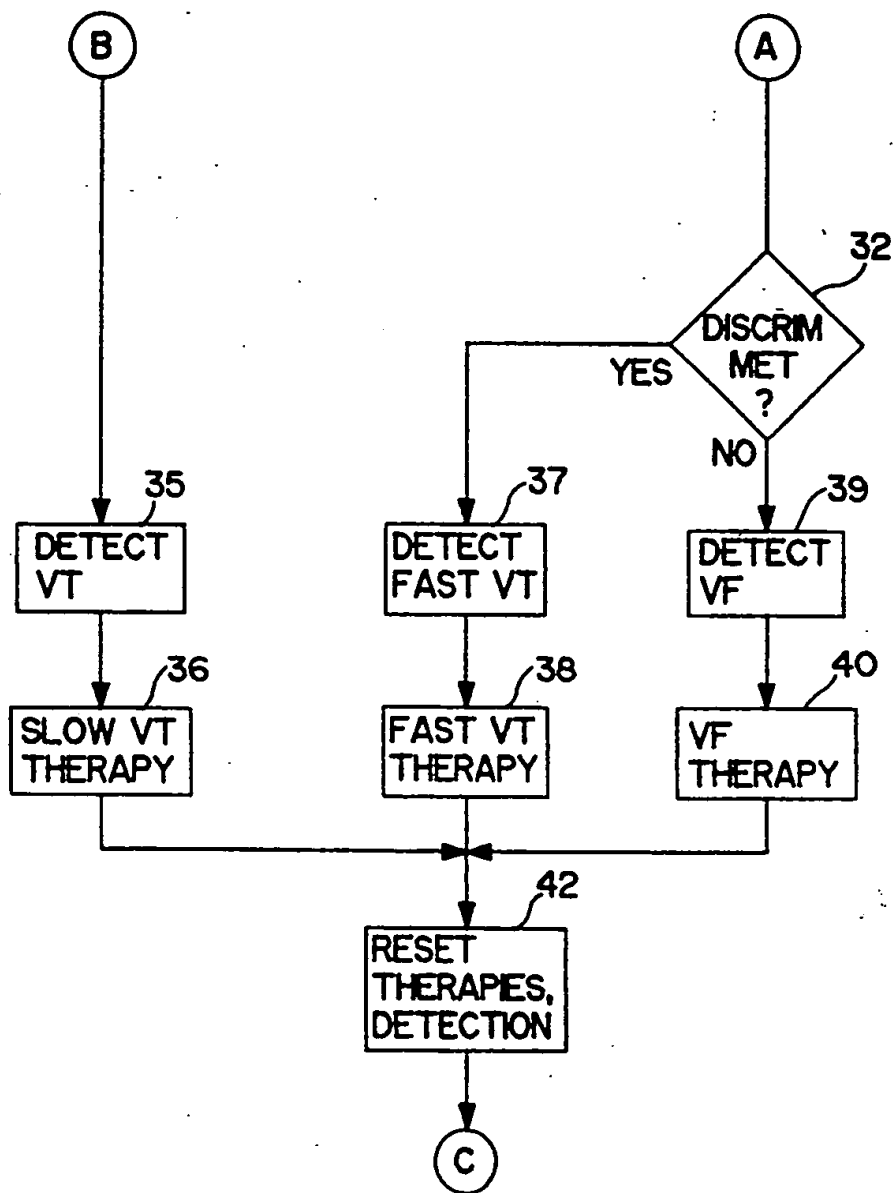 B
A
32
DISCRIM
MET
?
YES
NO
35
DETECT
VT
37
DETECT
FAST VT
39
DETECT
VF
36
SLOW VT
THERAPY
38
FAST VT
THERAPY
40
VF
THERAPY
42
RESET
THERAPIES,
DETECTION
C